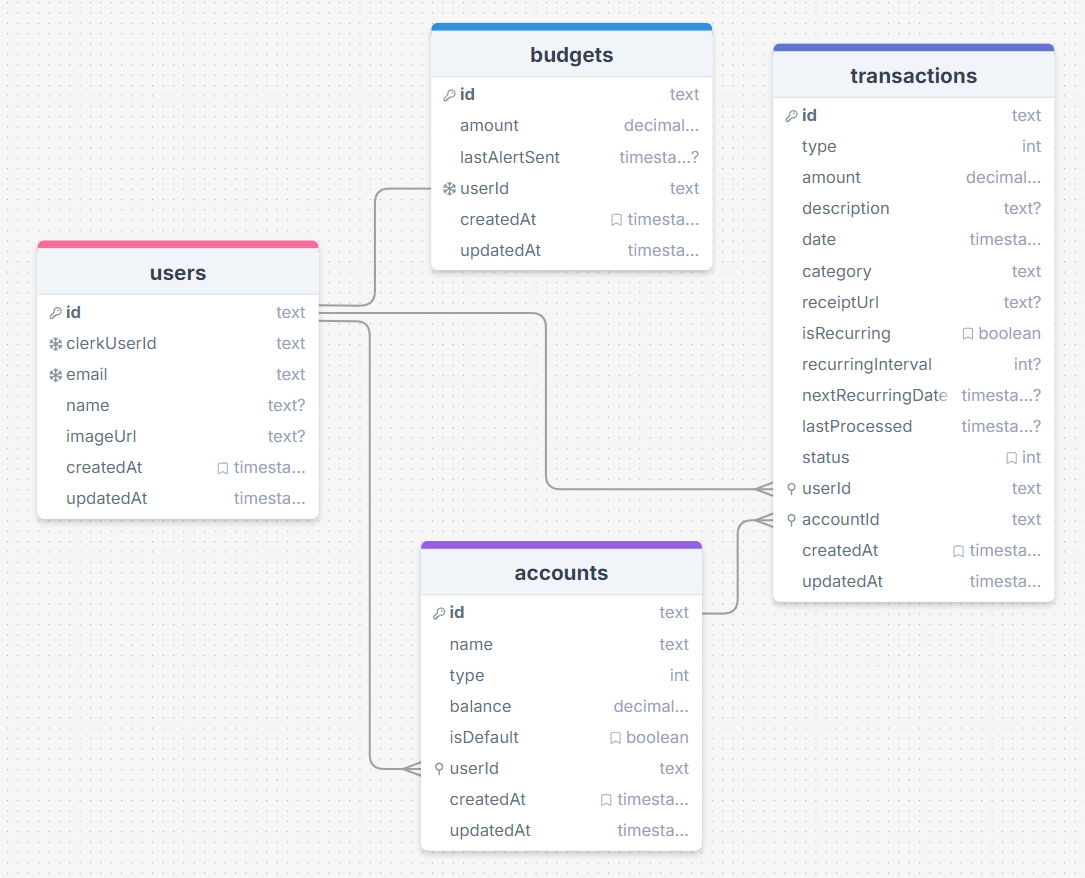 budgets
id text
amount decimal...
lastAlertSent timesta...?
userId text
createdAt timesta...
updatedAt timesta...
transactions
id text
type int
amount decimal...
description text?
date timesta...
category text
receiptUrl text?
isRecurring boolean
recurringInterval int?
nextRecurringDate timesta...?
lastProcessed timesta...?
status int
userId text
accountId text
createdAt timesta...
updatedAt timesta...
users
id text
clerkUserId text
email text
name text?
imageUrl text?
createdAt timesta...
updatedAt timesta...
accounts
id text
name text
type int
balance decimal...
isDefault boolean
userId text
createdAt timesta...
updatedAt timesta...